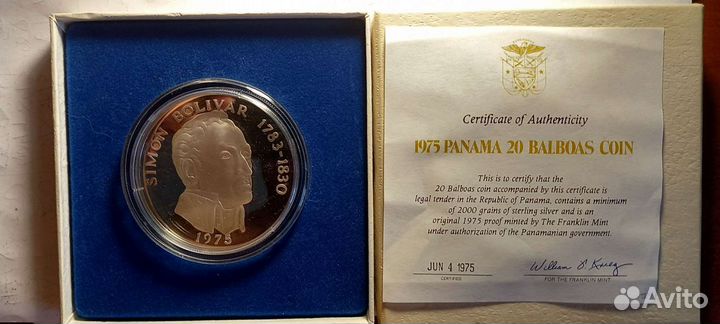 SIMON BOLIVAR 1783-1830
1975
Certificate of Authenticity
1975 PANAMA 20 BALBOAS COIN
This is to certify that the
20 Balboas coin accompanied by this certificate is
legal tender in the Republic of Panama, contains a minimum
of 2000 grains of sterling silver and is an
original 1975 proof minted by The Franklin Mint
under authorization of the Panamanian government.
JUN 4 1975
CERTIFIED
FOR THE FRANKLIN MINT
Avito